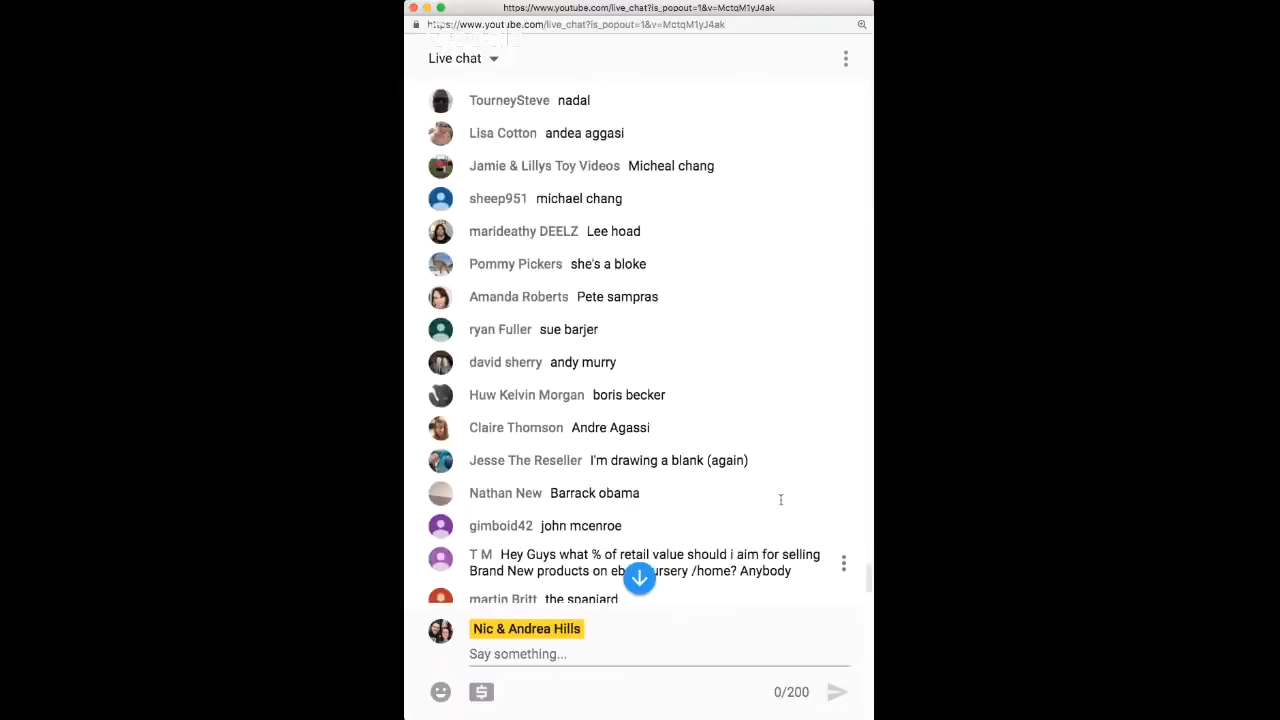 https://www.youtube.com/live_chat?is_popout=1&v=MctqM1yJ4ak
https://www.youtube.com/live_chat?is_popout=1&v=MctqM1yJ4ak
Live chat
TourneySteve nadal
Lisa Cotton andea aggasi
Jamie & Lillys Toy Videos Micheal chang
sheep951 michael chang
marideathy DEELZ Lee hoad
Pommy Pickers she's a bloke
Amanda Roberts Pete sampras
ryan Fuller sue barjer
david sherry andy murry
Huw Kelvin Morgan boris becker
Claire Thomson Andre Agassi
Jesse The Reseller I'm drawing a blank (again)
Nathan New Barrack obama
gimboid42 john mcenroe
T M Hey Guys what % of retail value should i aim for selling
Brand New products on /home? Anybody
martin Britt the spaniard
Nic & Andrea Hills
Say something...
0/200